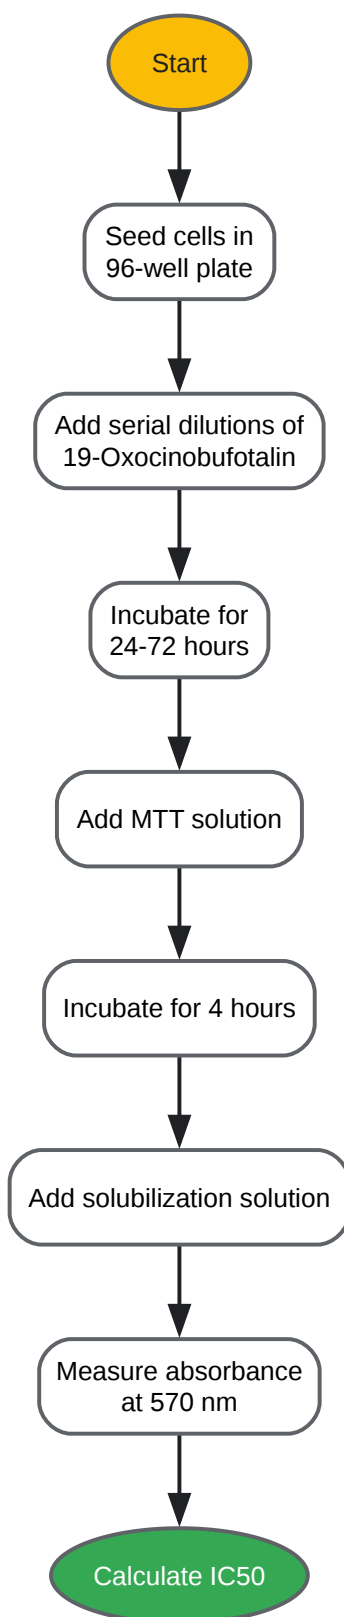 Start
Seed cells in
96-well plate
Add serial dilutions of
19-Oxocinobufotalin
Incubate for
24-72 hours
Add MTT solution
Incubate for 4 hours
Add solubilization solution
Measure absorbance
at 570 nm
Calculate IC50